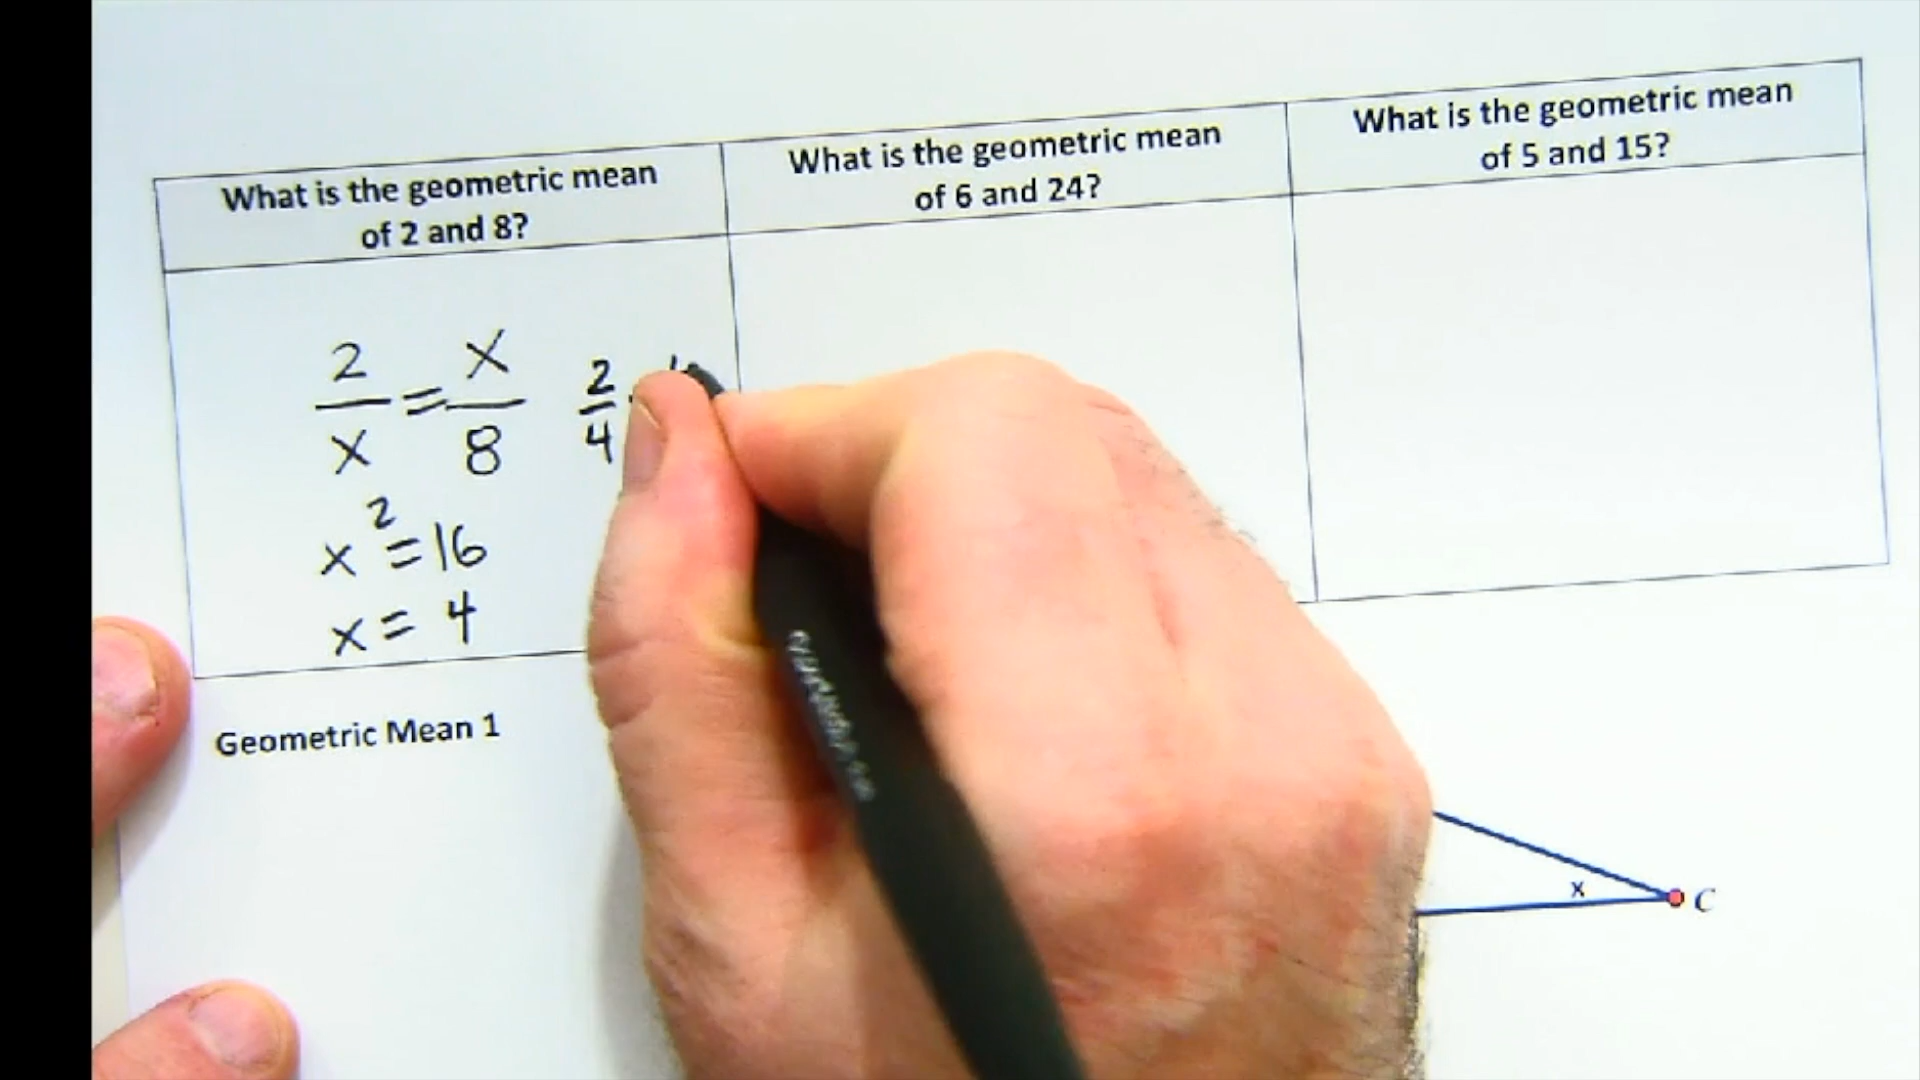 What is the geometric mean
of 2 and 8?
What is the geometric mean
of 6 and 24?
What is the geometric mean
of 5 and 15?
2/x = x/8
2/4
x² = 16
x = 4
Geometric Mean 1
x
C